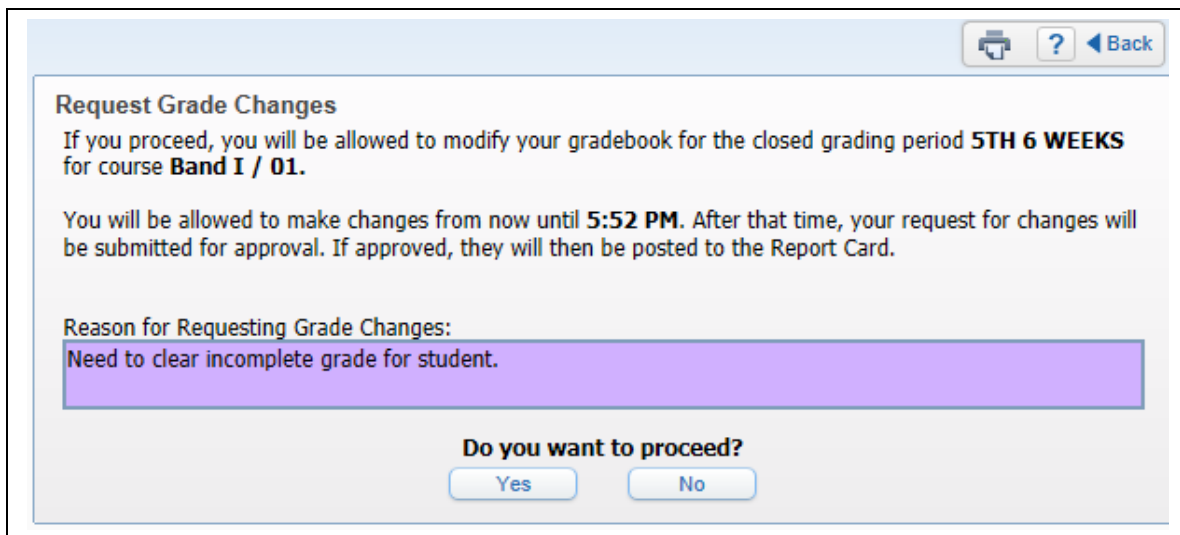 ? Back
Request Grade Changes
If you proceed, you will be allowed to modify your gradebook for the closed grading period 5TH 6 WEEKS
for course Band I / 01.
You will be allowed to make changes from now until 5:52 PM. After that time, your request for changes will
be submitted for approval. If approved, they will then be posted to the Report Card.
Reason for Requesting Grade Changes:
Need to clear incomplete grade for student.
Do you want to proceed?
Yes No